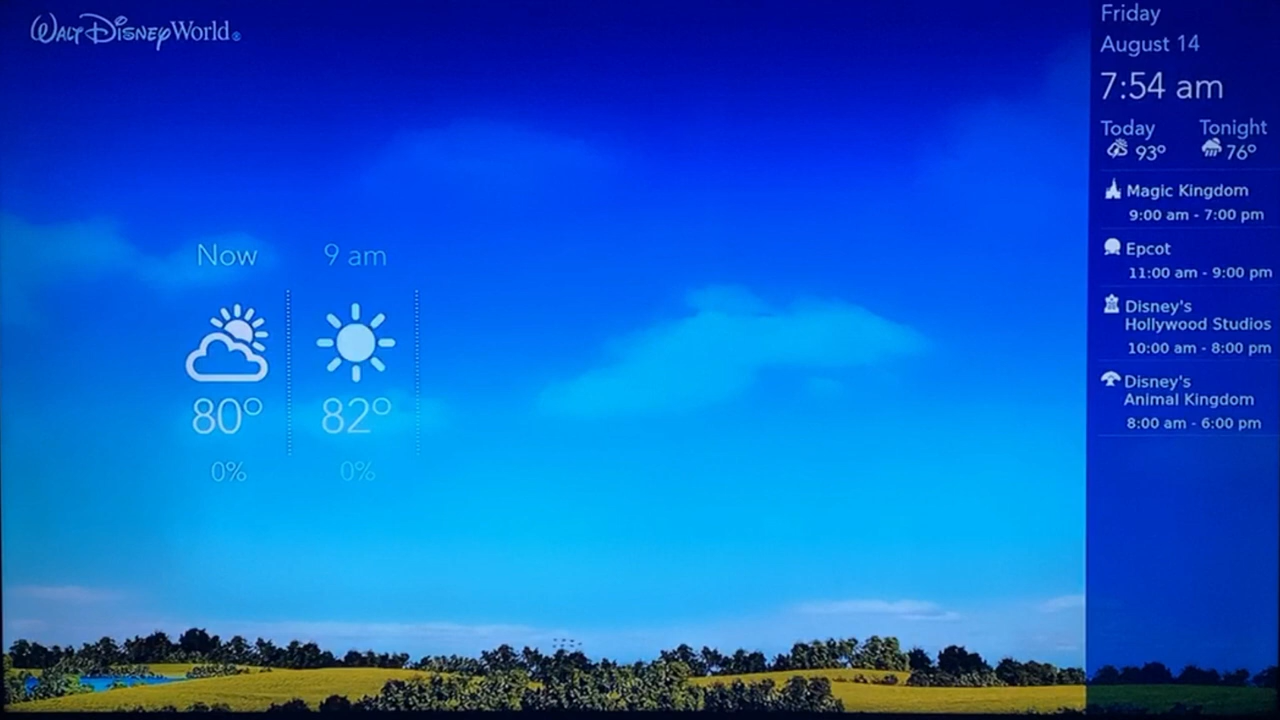 Walt Disney World®
Now
9 am
80°
82°
0%
0%
Friday
August 14
7:54 am
Today
Tonight
93°
76°
Magic Kingdom
9:00 am - 7:00 pm
Epcot
11:00 am - 9:00 pm
Disney's
Hollywood Studios
10:00 am - 8:00 pm
Disney's
Animal Kingdom
8:00 am - 6:00 pm